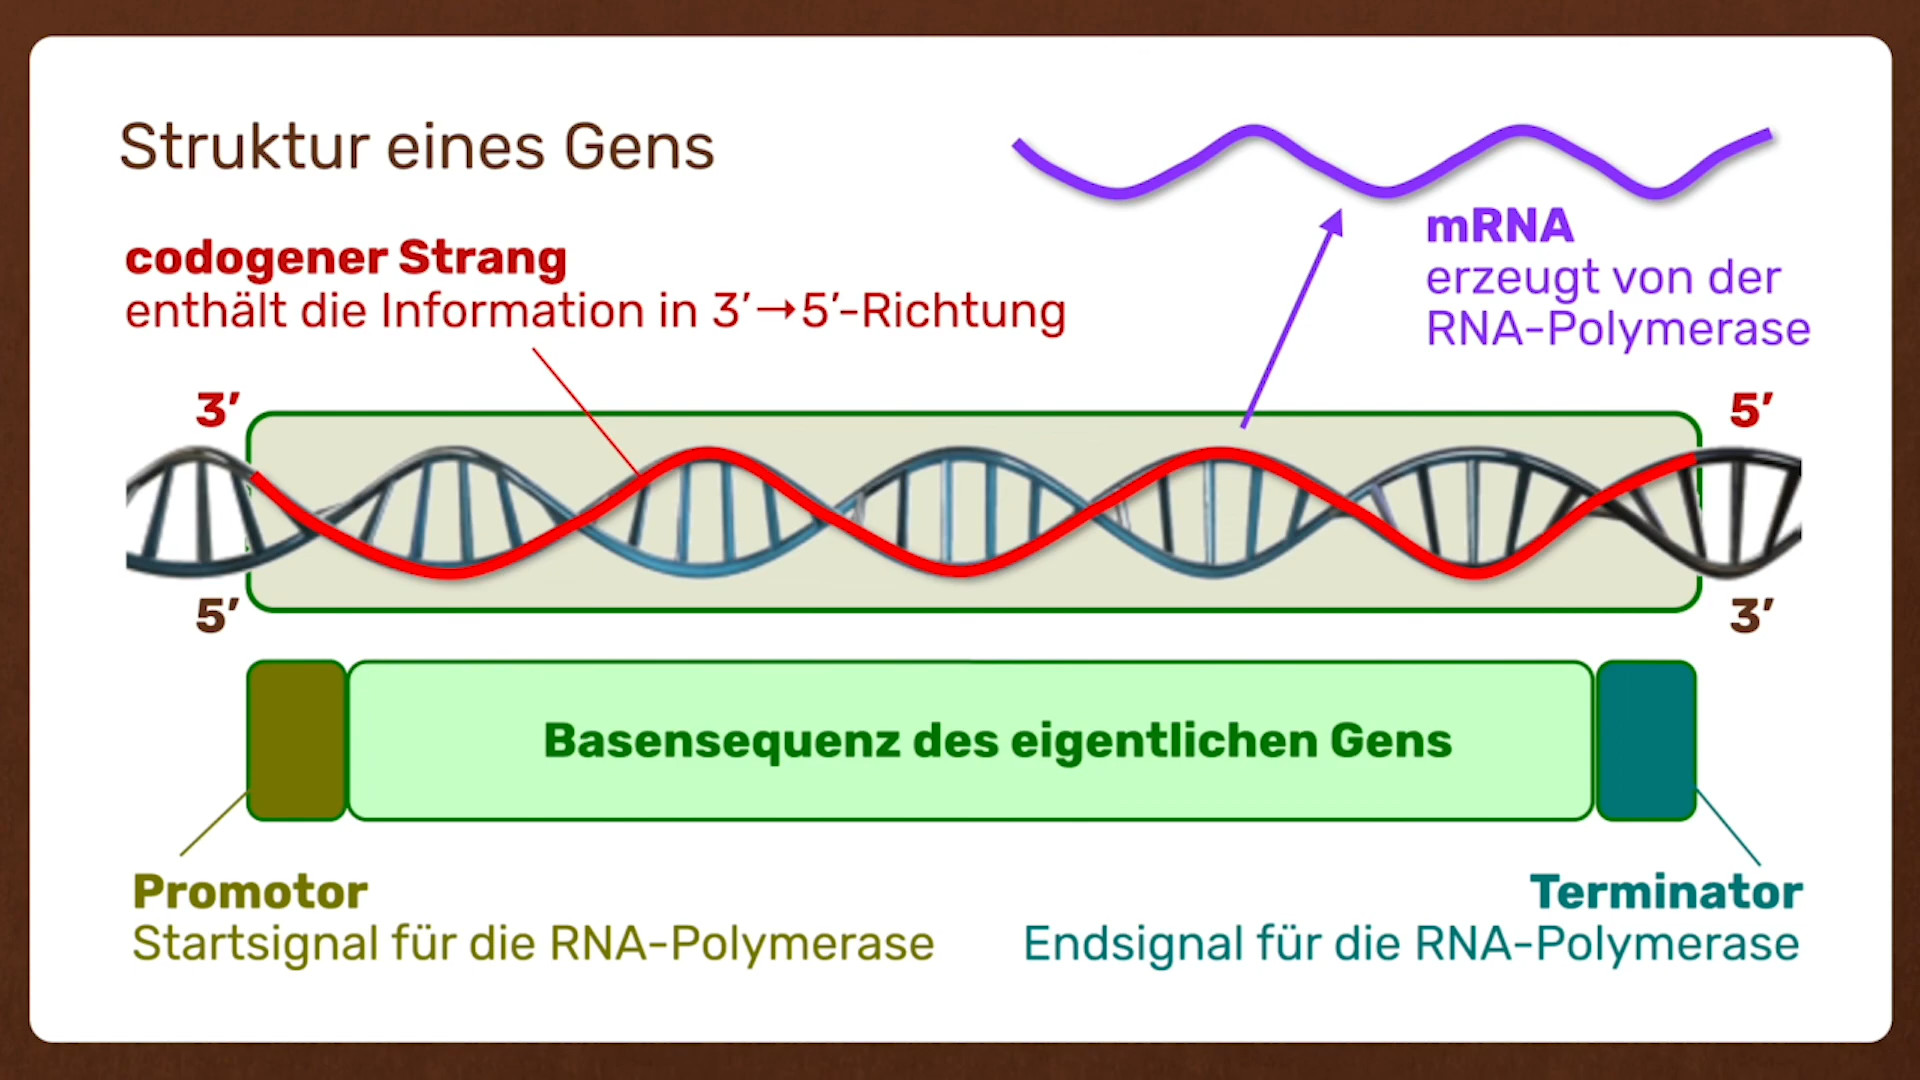 Struktur eines Gens
codogener Strang
enthält die Information in 3’→5’-Richtung
mRNA
erzeugt von der
RNA-Polymerase
3’
5’
5’
3’
Basensequenz des eigentlichen Gens
Promotor
Startsignal für die RNA-Polymerase
Terminator
Endsignal für die RNA-Polymerase